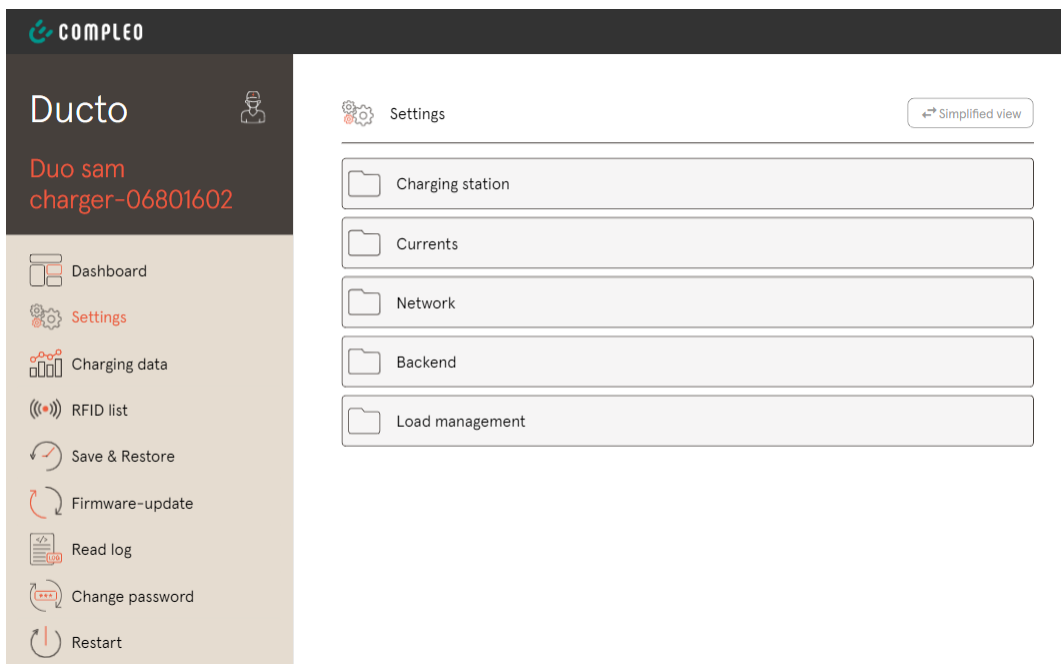 COMPLEO
Ducto
Duo sam
charger-06801602
Dashboard
Settings
Charging data
RFID list
Save & Restore
Firmware-update
Read log
LOG
Change password
Restart
Settings
Simplified view
Charging station
Currents
Network
Backend
Load management